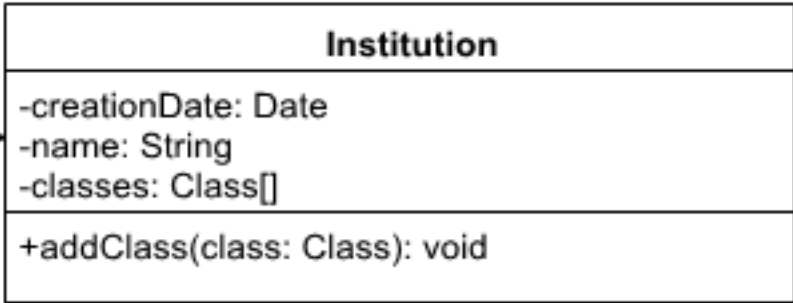 Institution
-creationDate: Date
-name: String
-classes: Class[]
+addClass(class: Class): void